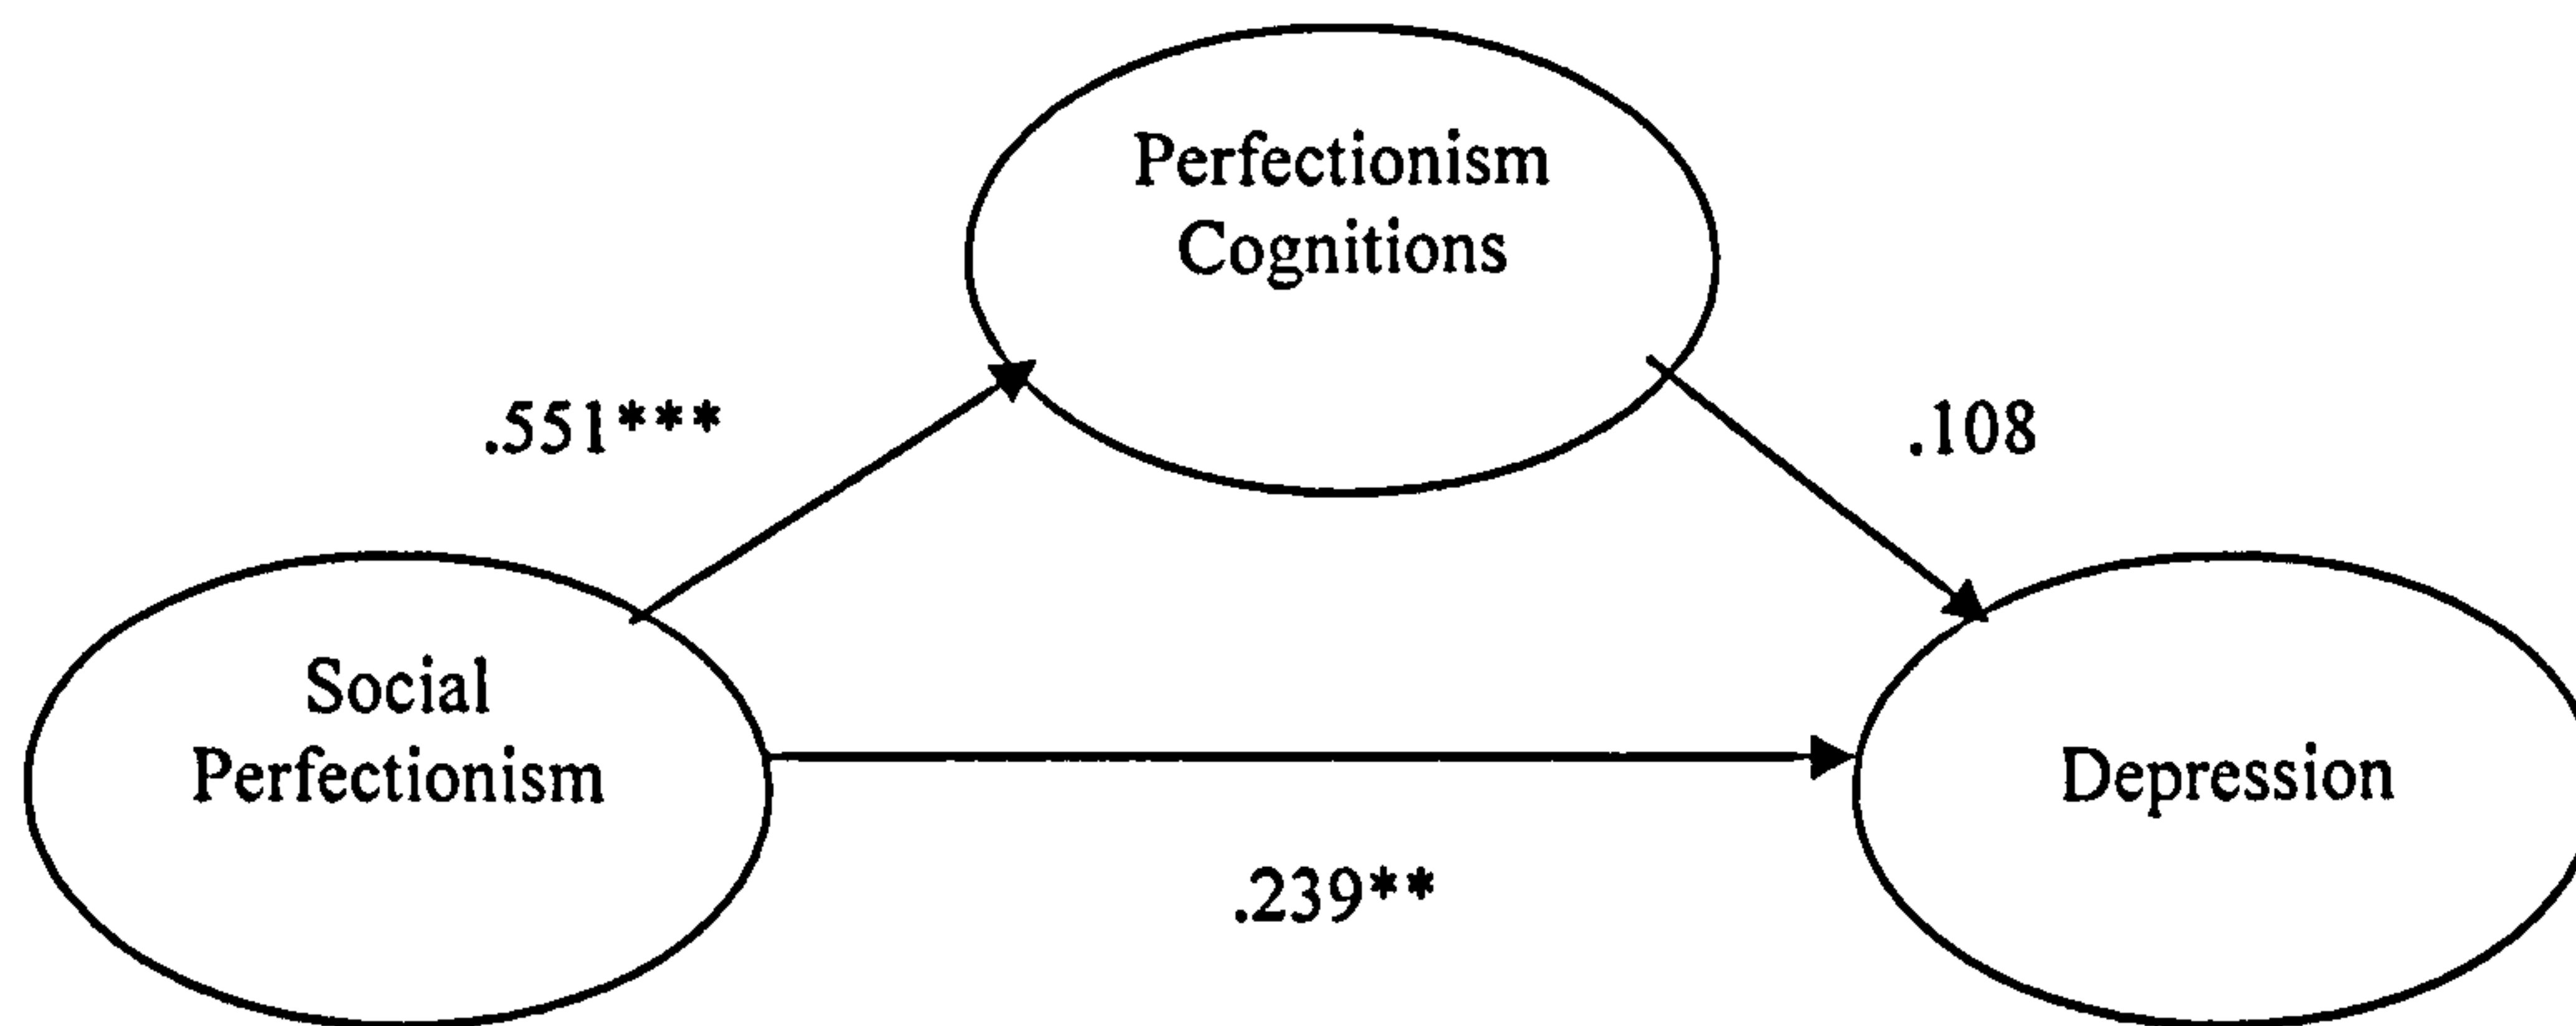 Perfectionism
Cognitions
.551***
.108
Social
Perfectionism
Depression
.239**